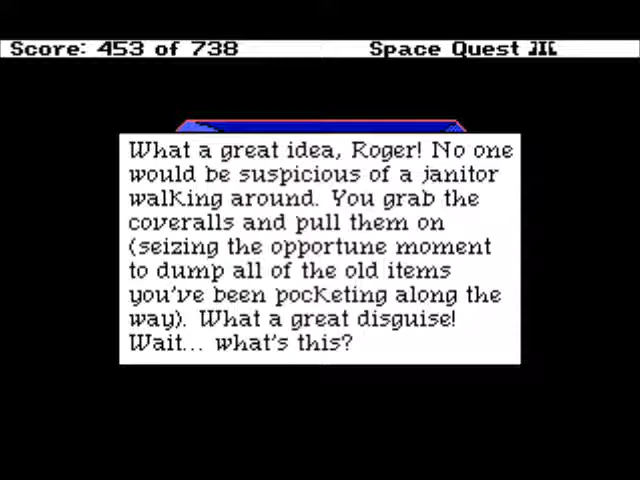 Score: 453 of 738 Space Quest III
What a great idea, Roger! No one
would be suspicious of a janitor
walking around. You grab the
coveralls and pull them on
(seizing the opportune moment
to dump all of the old items
you've been pocketing along the
way). What a great disguise!
Wait... what's this?